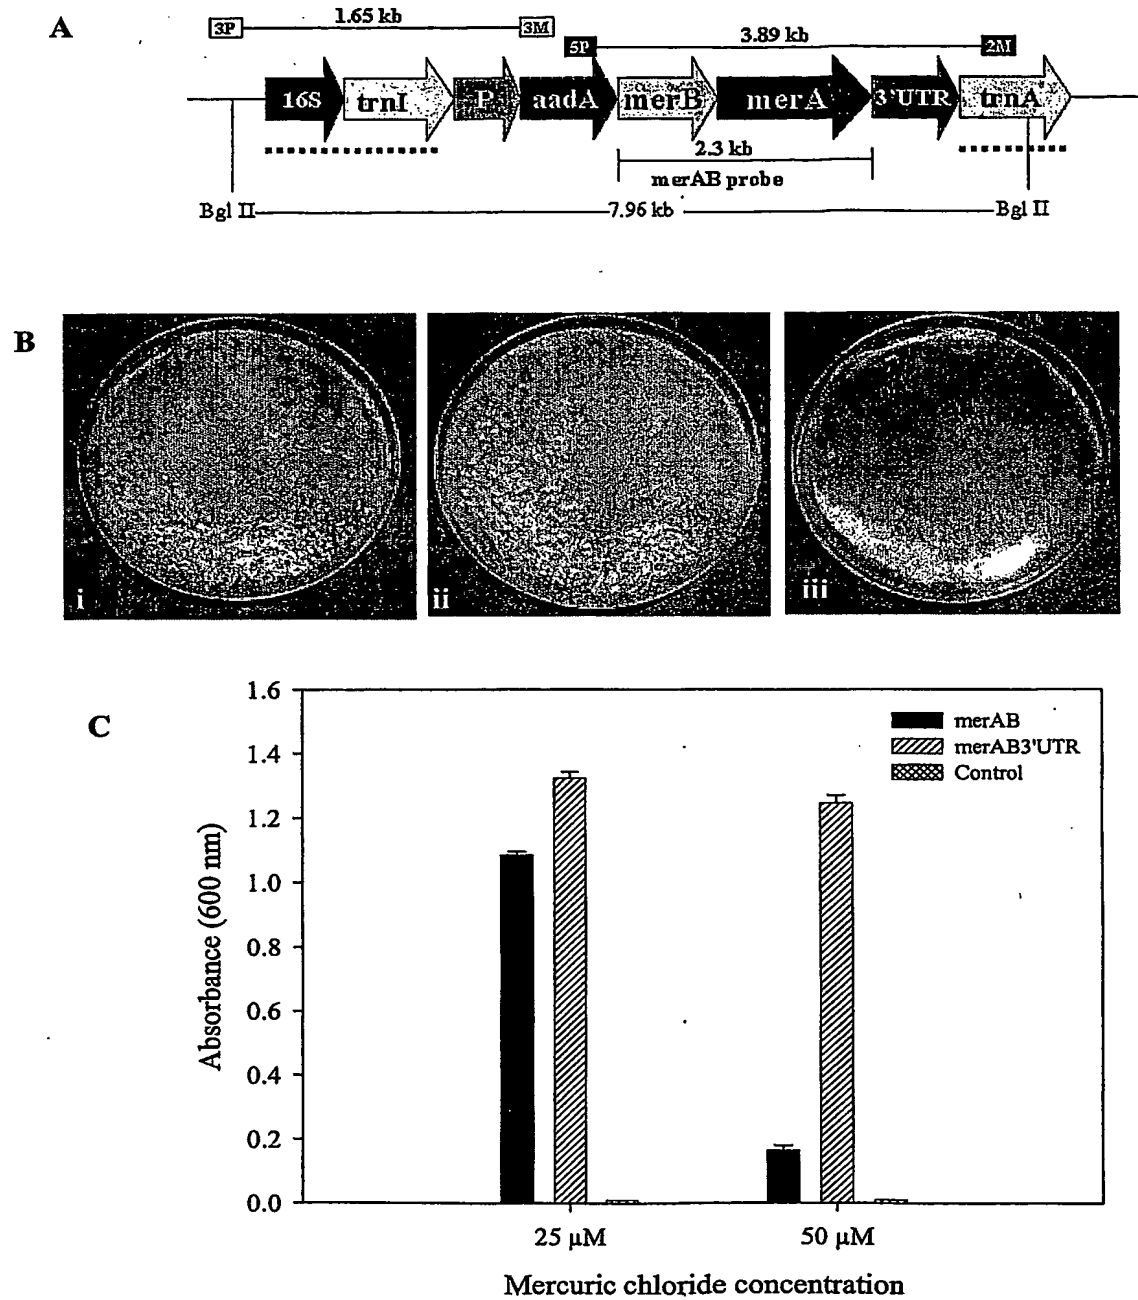 A
3P 1.65 kb 3M
5P 3.89 kb 2M
16S trnI P aadA merB merA 3'UTR trnA
2.3 kb
merAB probe
Bgl II 7.96 kb Bgl II
B
i ii iii
C
1.6
1.4
1.2
1.0
0.8
0.6
0.4
0.2
0.0
Absorbance (600 nm)
merAB
merAB3'UTR
Control
25 µM 50 µM
Mercuric chloride concentration